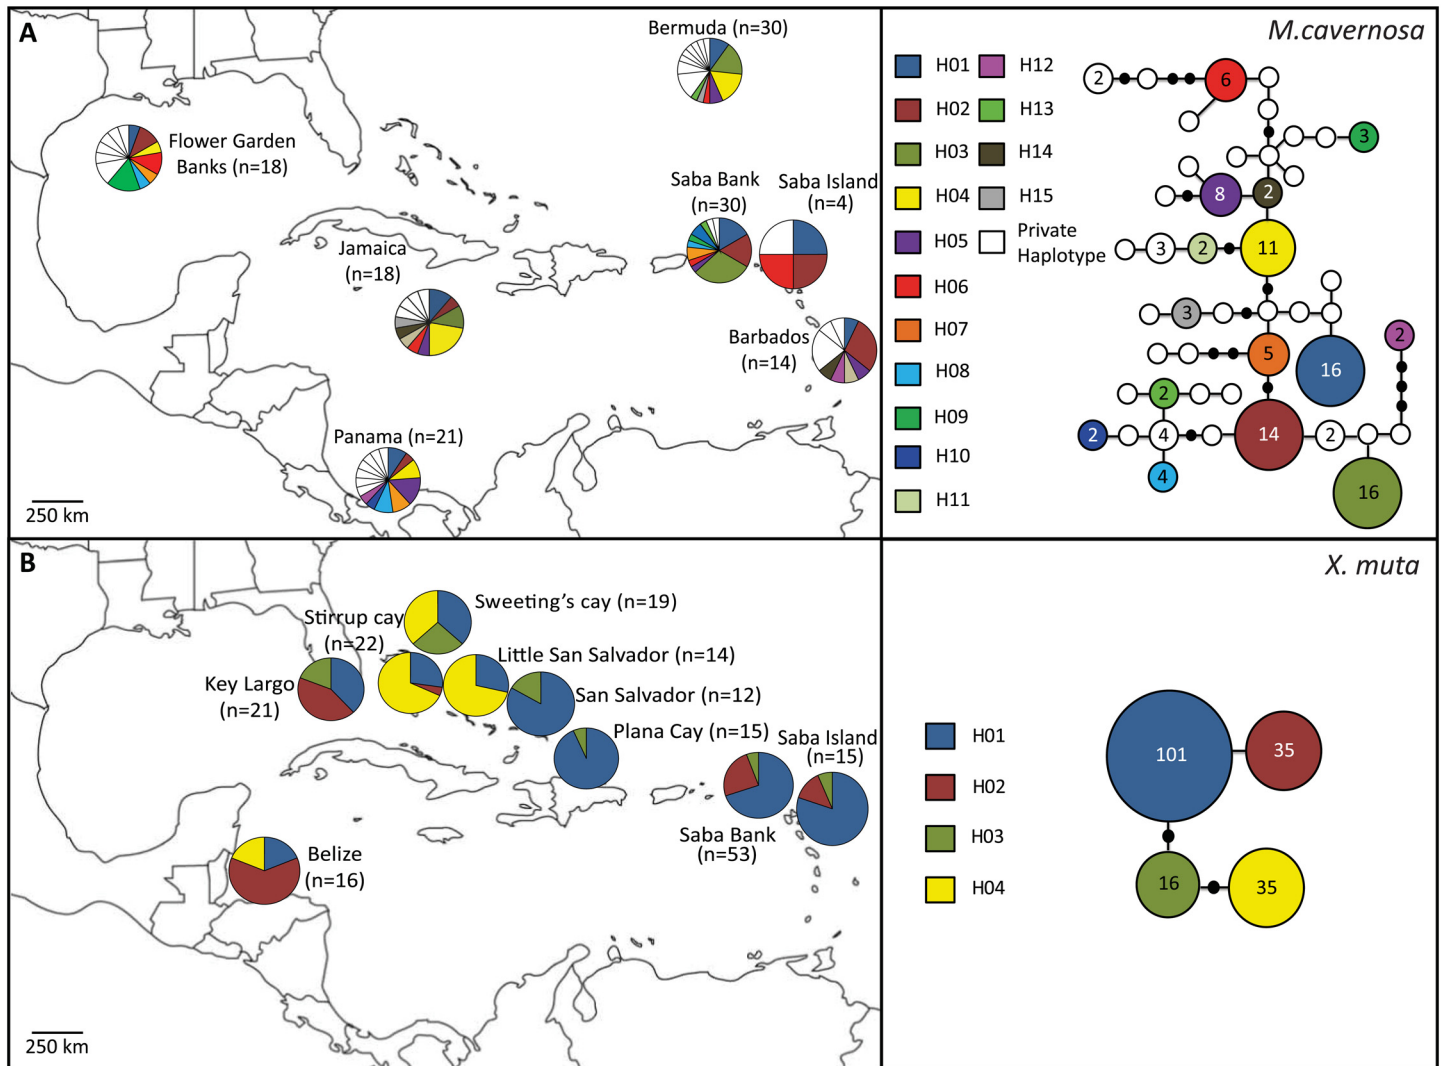 A
Bermuda (n=30)
Flower Garden
Banks (n=18)
Saba Bank
(n=30)
Saba Island
(n=4)
Jamaica
(n=18)
Barbados
(n=14)
Panama (n=21)
250 km
M.cavernosa
H01
H02
H03
H04
H05
H06
H07
H08
H09
H10
H11
H12
H13
H14
H15
Private
Haplotype
2
6
3
8
2
3
2
11
3
5
16
2
2
2
4
14
2
4
16
B
Sweeting's cay (n=19)
Stirrup cay
(n=22)
Little San Salvador (n=14)
Key Largo
(n=21)
San Salvador (n=12)
Plana Cay (n=15)
Saba Island
(n=15)
Saba Bank
(n=53)
Belize
(n=16)
250 km
X. muta
H01
H02
H03
H04
101
35
16
35